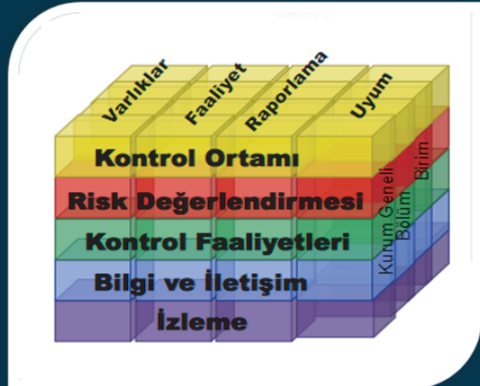 Varlıklar
Faaliyet
Raporlama
Uyum
Kontrol Ortamı
Risk Değerlendirmesi
Kontrol Faaliyetleri
Bilgi ve İletişim
İzleme
Kurum Geneli
Bölüm
Birim